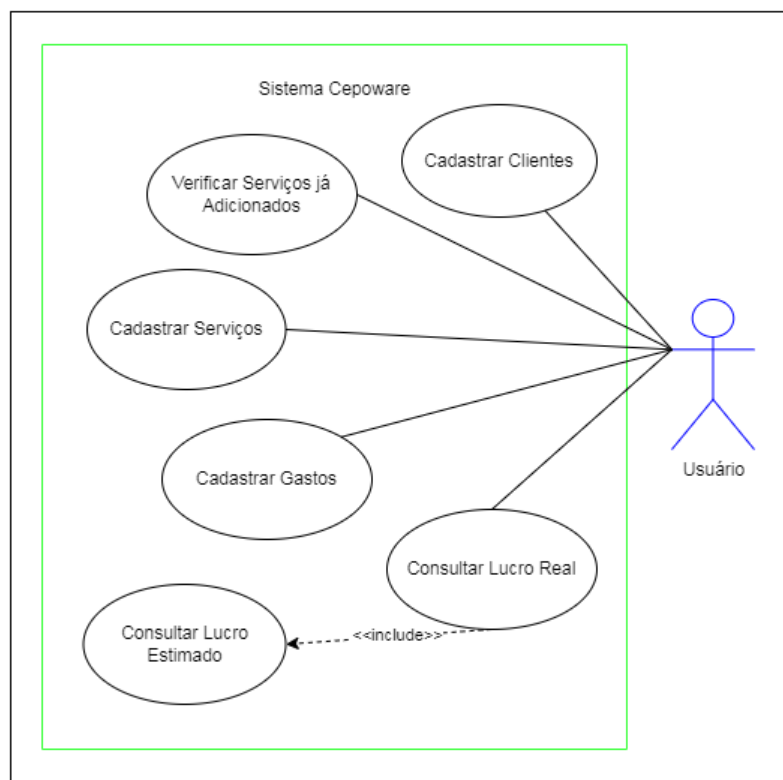 Sistema Cepoware
Cadastrar Clientes
Verificar Serviços já
Adicionados
Cadastrar Serviços
Cadastrar Gastos
Usuário
Consultar Lucro Real
<<include>>
Consultar Lucro
Estimado